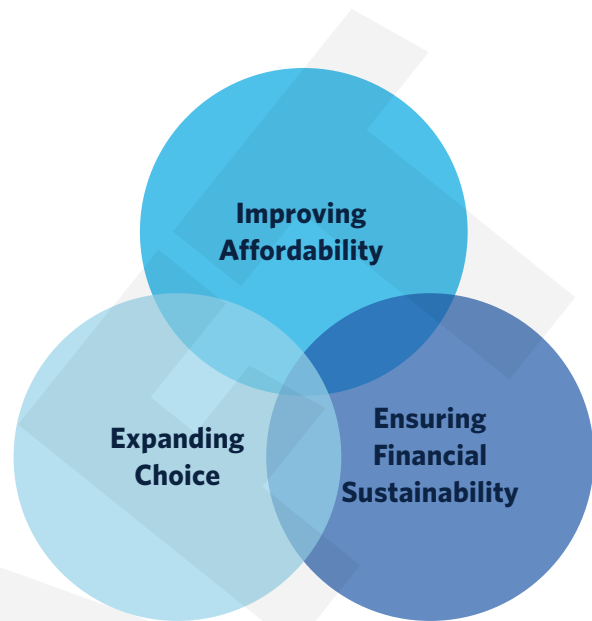 Improving
Affordability
Expanding
Choice
Ensuring
Financial
Sustainability